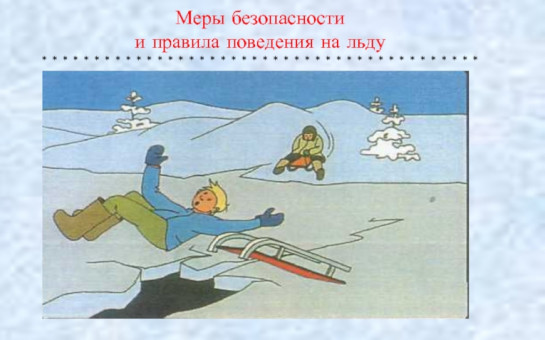 Меры безопасности
и правила поведения на льду